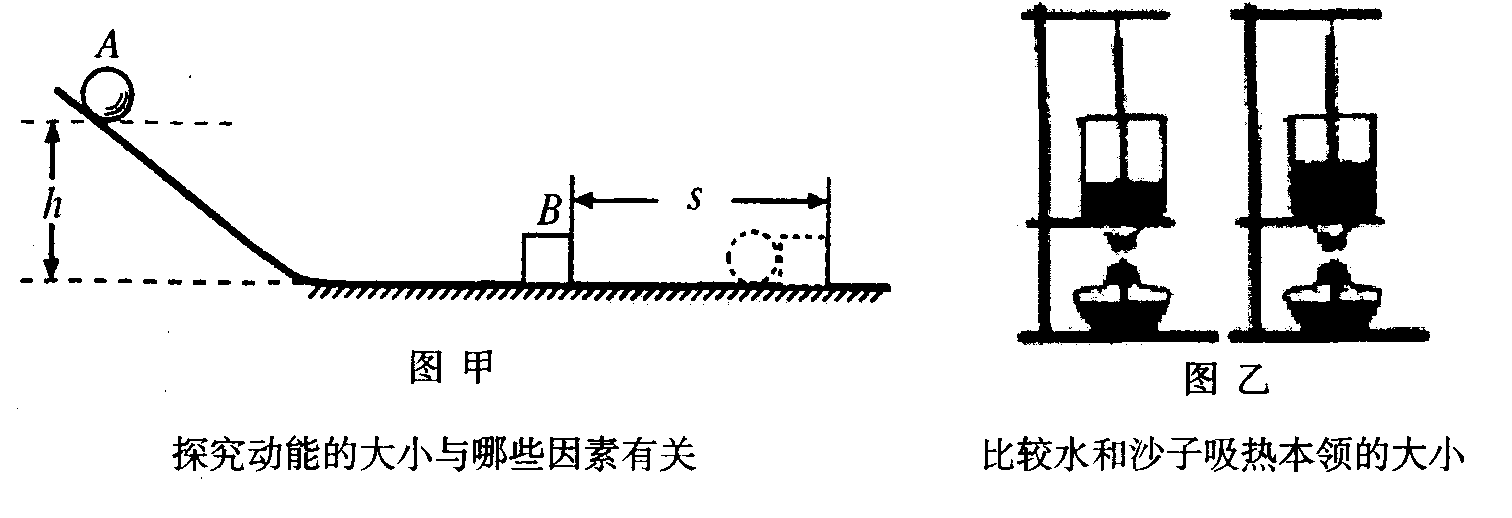 A
h
B
s
图 甲
探究动能的大小与哪些因素有关
图 乙
比较水和沙子吸热本领的大小